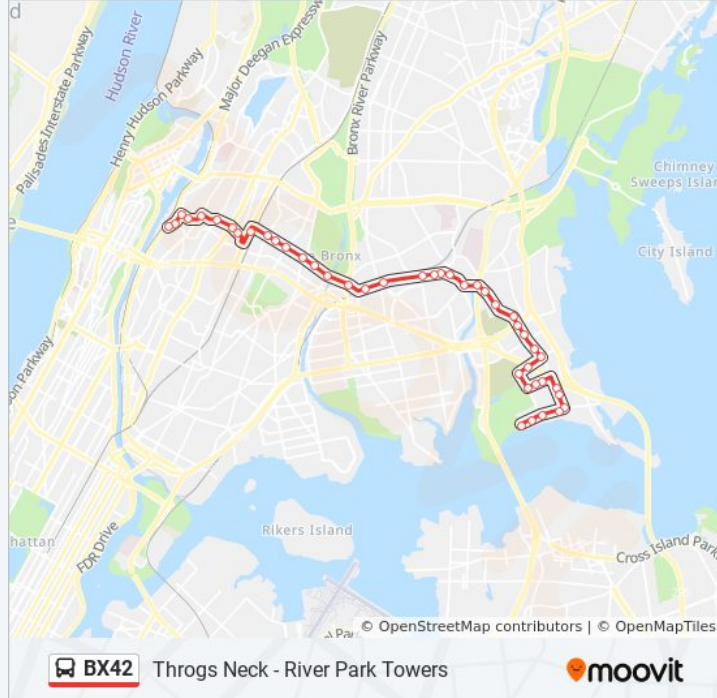 d
Hudson River
Palisades Interstate Parkway
Henry Hudson Parkway
Major Deegan Expressw
Bronx River Parkway
Chimney
Sweeps Islan
City Island
Bronx
son Parkway
Rikers Island
hattan
FDR Drive
Cross Island Park
© OpenStreetMap contributors | © OpenMapTiles
BX42
Throgs Neck - River Park Towers
moovit